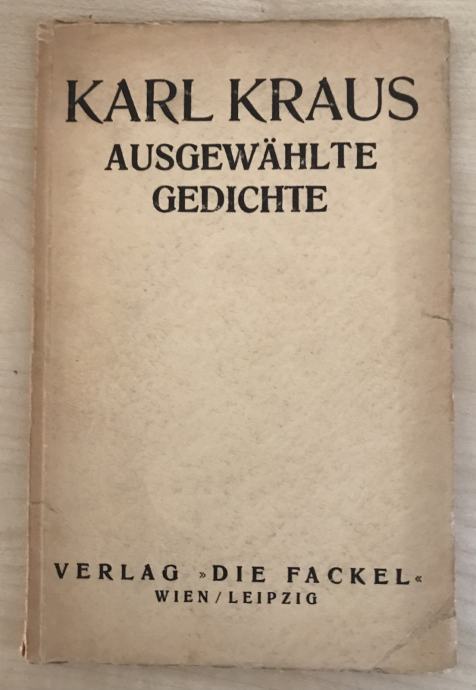 KARL KRAUS
AUSGEWÄHLTE
GEDICHTE
VERLAG »DIE FACKEL«
WIEN/LEIPZIG